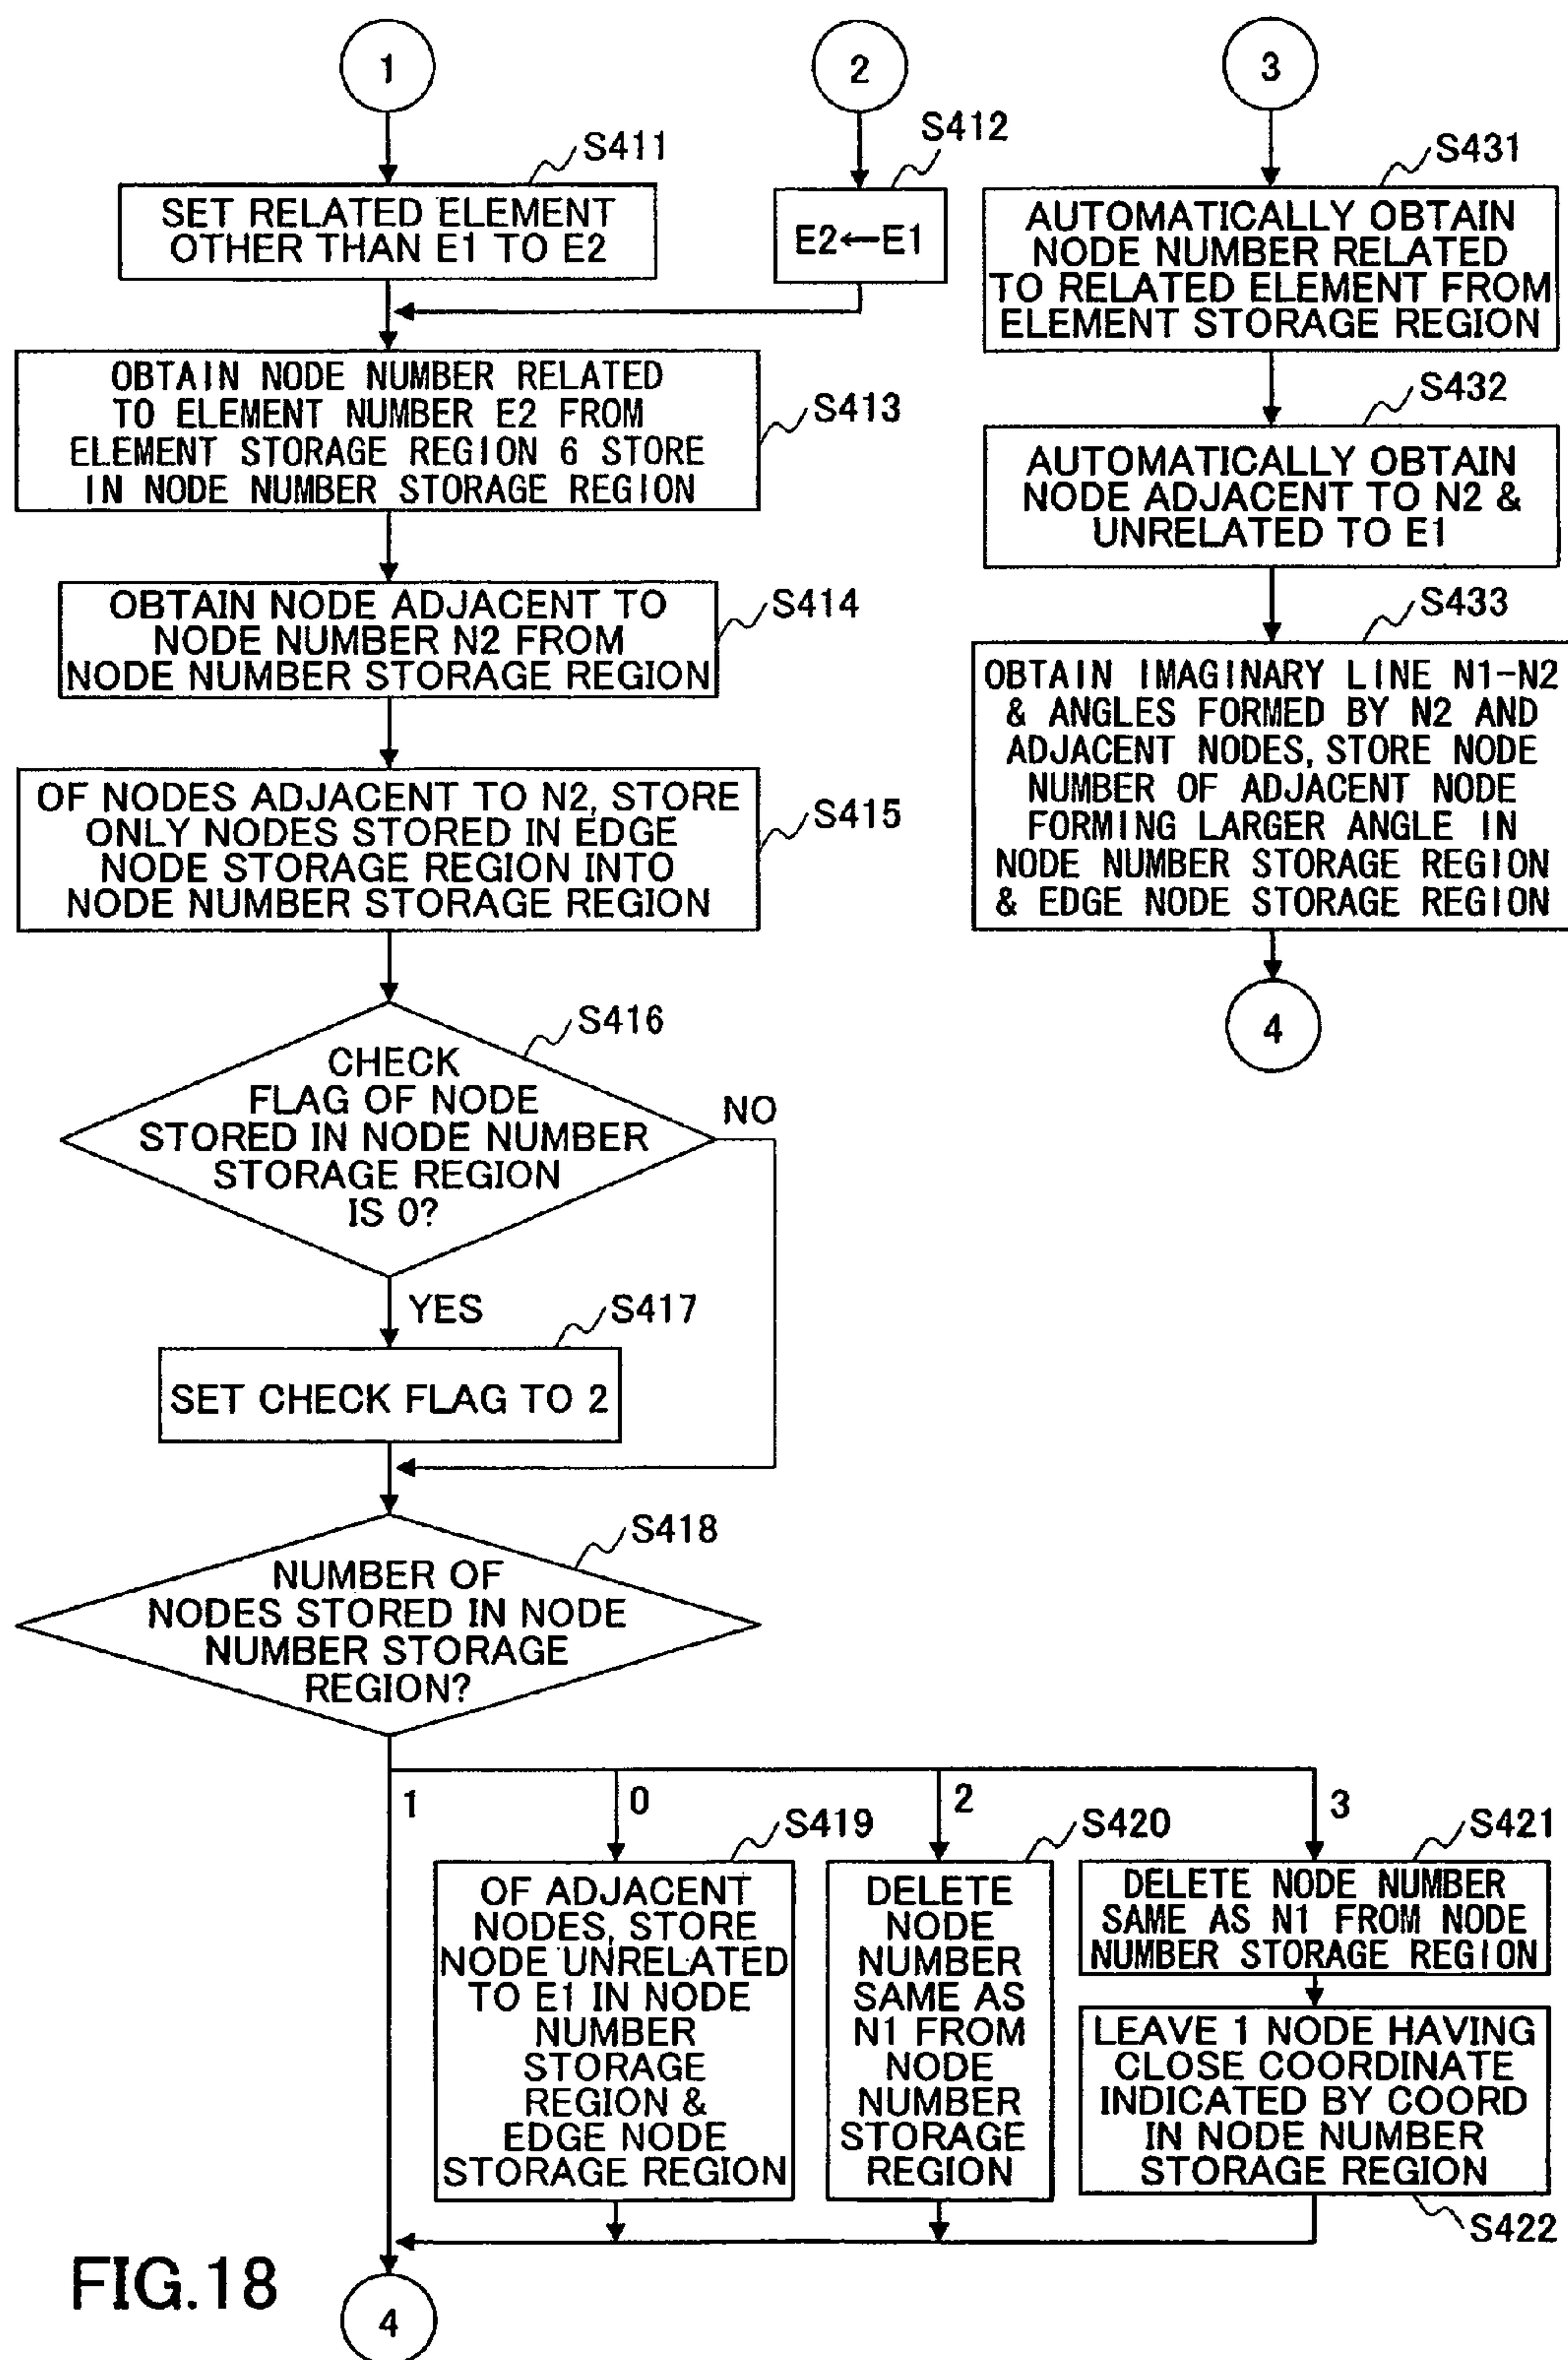 1
S411
SET RELATED ELEMENT
OTHER THAN E1 TO E2
2
S412
E2←E1
OBTAIN NODE NUMBER RELATED
TO ELEMENT NUMBER E2 FROM
ELEMENT STORAGE REGION 6 STORE
IN NODE NUMBER STORAGE REGION
S413
OBTAIN NODE ADJACENT TO
NODE NUMBER N2 FROM
NODE NUMBER STORAGE REGION
S414
OF NODES ADJACENT TO N2, STORE
ONLY NODES STORED IN EDGE
NODE STORAGE REGION INTO
NODE NUMBER STORAGE REGION
S415
S416
CHECK
FLAG OF NODE
STORED IN NODE NUMBER
STORAGE REGION
IS 0?
NO
YES
S417
SET CHECK FLAG TO 2
S418
NUMBER OF
NODES STORED IN NODE
NUMBER STORAGE
REGION?
1
0
2
3
S419
OF ADJACENT
NODES, STORE
NODE UNRELATED
TO E1 IN NODE
NUMBER
STORAGE
REGION &
EDGE NODE
STORAGE REGION
S420
DELETE
NODE
NUMBER
SAME AS
N1 FROM
NODE
NUMBER
STORAGE
REGION
S421
DELETE NODE NUMBER
SAME AS N1 FROM NODE
NUMBER STORAGE REGION
LEAVE 1 NODE HAVING
CLOSE COORDINATE
INDICATED BY COORD
IN NODE NUMBER
STORAGE REGION
S422
4
3
S431
AUTOMATICALLY OBTAIN
NODE NUMBER RELATED
TO RELATED ELEMENT FROM
ELEMENT STORAGE REGION
S432
AUTOMATICALLY OBTAIN
NODE ADJACENT TO N2 &
UNRELATED TO E1
S433
OBTAIN IMAGINARY LINE N1-N2
& ANGLES FORMED BY N2 AND
ADJACENT NODES, STORE NODE
NUMBER OF ADJACENT NODE
FORMING LARGER ANGLE IN
NODE NUMBER STORAGE REGION
& EDGE NODE STORAGE REGION
4
FIG.18